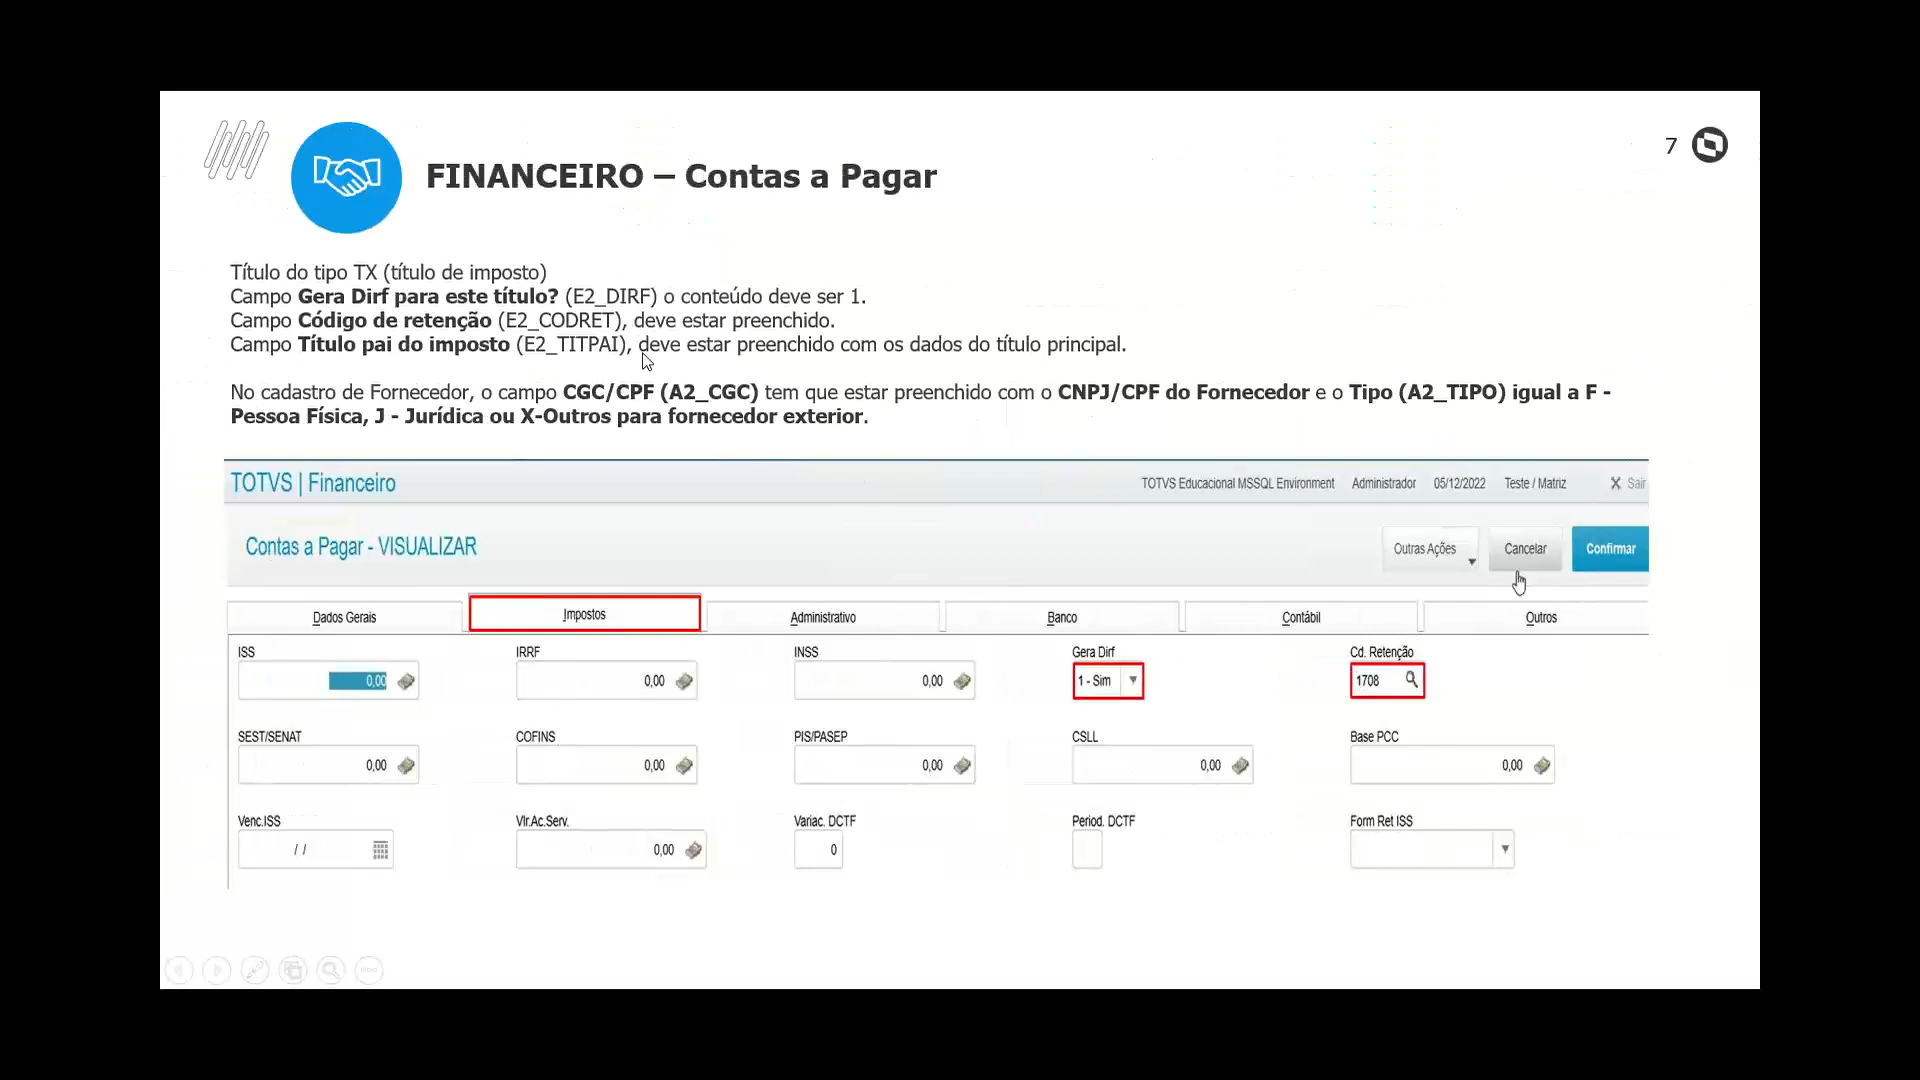 7
FINANCEIRO – Contas a Pagar
Título do tipo TX (título de imposto)
Campo Gera Dirf para este título? (E2_DIRF) o conteúdo deve ser 1.
Campo Código de retenção (E2_CODRET), deve estar preenchido.
Campo Título pai do imposto (E2_TITPAI), deve estar preenchido com os dados do título principal.
No cadastro de Fornecedor, o campo CGC/CPF (A2_CGC) tem que estar preenchido com o CNPJ/CPF do Fornecedor e o Tipo (A2_TIPO) igual a F -
Pessoa Física, J - Jurídica ou X-Outros para fornecedor exterior.
TOTVS | Financeiro TOTVS Educacional MSSQL Environment Administrador 05/12/2022 Teste / Matriz X Sair
Contas a Pagar - VISUALIZAR Outras Ações Cancelar Confirmar
Dados Gerais Impostos Administrativo Banco Contábil Outros
ISS IRRF INSS Gera Dirf Cd. Retenção
0,00 0,00 0,00 1 - Sim 1708
SEST/SENAT COFINS PIS/PASEP CSLL Base PCC
0,00 0,00 0,00 0,00 0,00
Venc.ISS Vlr.Ac.Serv. Variac. DCTF Period. DCTF Form Ret ISS
/ / 0,00 0